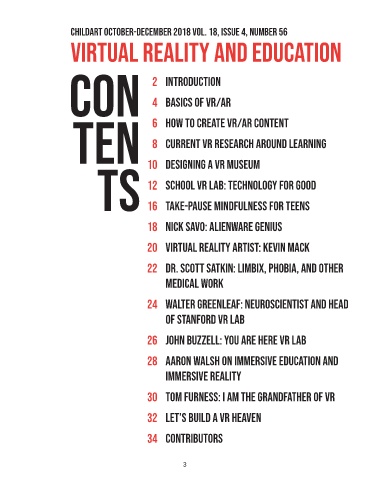 CHILDART OCTOBER-DECEMBER 2018 VOL. 18, ISSUE 4, NUMBER 56
VIRTUAL REALITY AND EDUCATION
CON
TEN
TS
2 INTRODUCTION
4 BASICS OF VR/AR
6 HOW TO CREATE VR/AR CONTENT
8 CURRENT VR RESEARCH AROUND LEARNING
10 DESIGNING A VR MUSEUM
12 SCHOOL VR LAB: TECHNOLOGY FOR GOOD
16 TAKE-PAUSE MINDFULNESS FOR TEENS
18 NICK SAVO: ALIENWARE GENIUS
20 VIRTUAL REALITY ARTIST: KEVIN MACK
22 DR. SCOTT SATKIN: LIMBIX, PHOBIA, AND OTHER
MEDICAL WORK
24 WALTER GREENLEAF: NEUROSCIENTIST AND HEAD
OF STANFORD VR LAB
26 JOHN BUZZELL: YOU ARE HERE VR LAB
28 AARON WALSH ON IMMERSIVE EDUCATION AND
IMMERSIVE REALITY
30 TOM FURNESS: I AM THE GRANDFATHER OF VR
32 LET'S BUILD A VR HEAVEN
34 CONTRIBUTORS
3